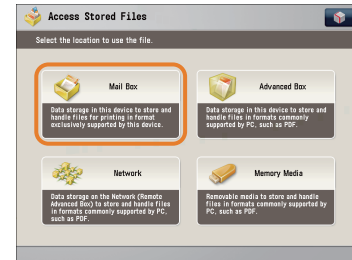 Access Stored Files
Select the location to use the file.
Mail Box
Data storage in this device to store and
handle files for printing in format
exclusively supported by this device.
Advanced Box
Data storage in this device to store and
handle files in formats commonly
supported by PC, such as PDF.
Network
Data storage on the Network (Remote
Advanced Box) to store and handle files
in formats commonly supported by PC,
such as PDF.
Memory Media
Removable media to store and handle
files in formats commonly supported by
PC, such as PDF.